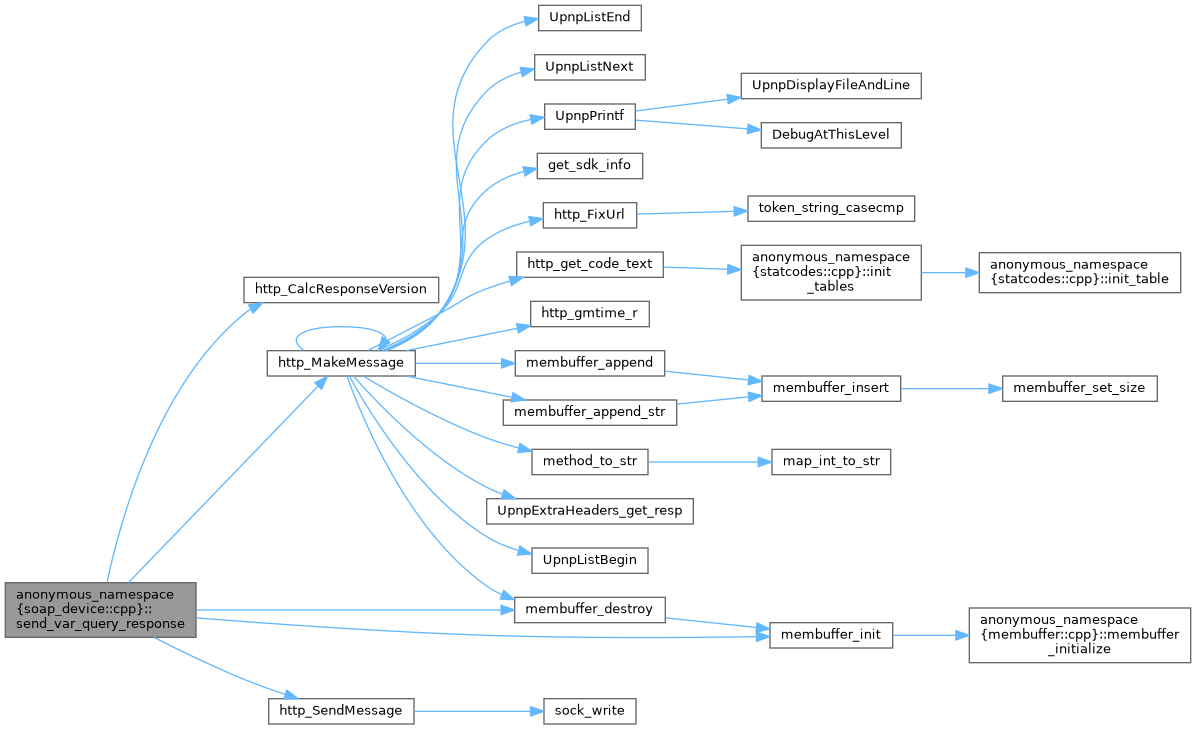 UpnpListEnd
UpnpListNext
UpnpPrintf
UpnpDisplayFileAndLine
DebugAtThisLevel
get_sdk_info
http_FixUrl
token_string_casecmp
http_get_code_text
anonymous_namespace
{statcodes::cpp}::init
_tables
anonymous_namespace
{statcodes::cpp}::init_table
http_CalcResponseVersion
http_gmtime_r
http_MakeMessage
membuffer_append
membuffer_insert
membuffer_set_size
membuffer_append_str
method_to_str
map_int_to_str
UpnpExtraHeaders_get_resp
UpnpListBegin
anonymous_namespace
{soap_device::cpp}::
send_var_query_response
membuffer_destroy
membuffer_init
anonymous_namespace
{membuffer::cpp}::membuffer
_initialize
http_SendMessage
sock_write